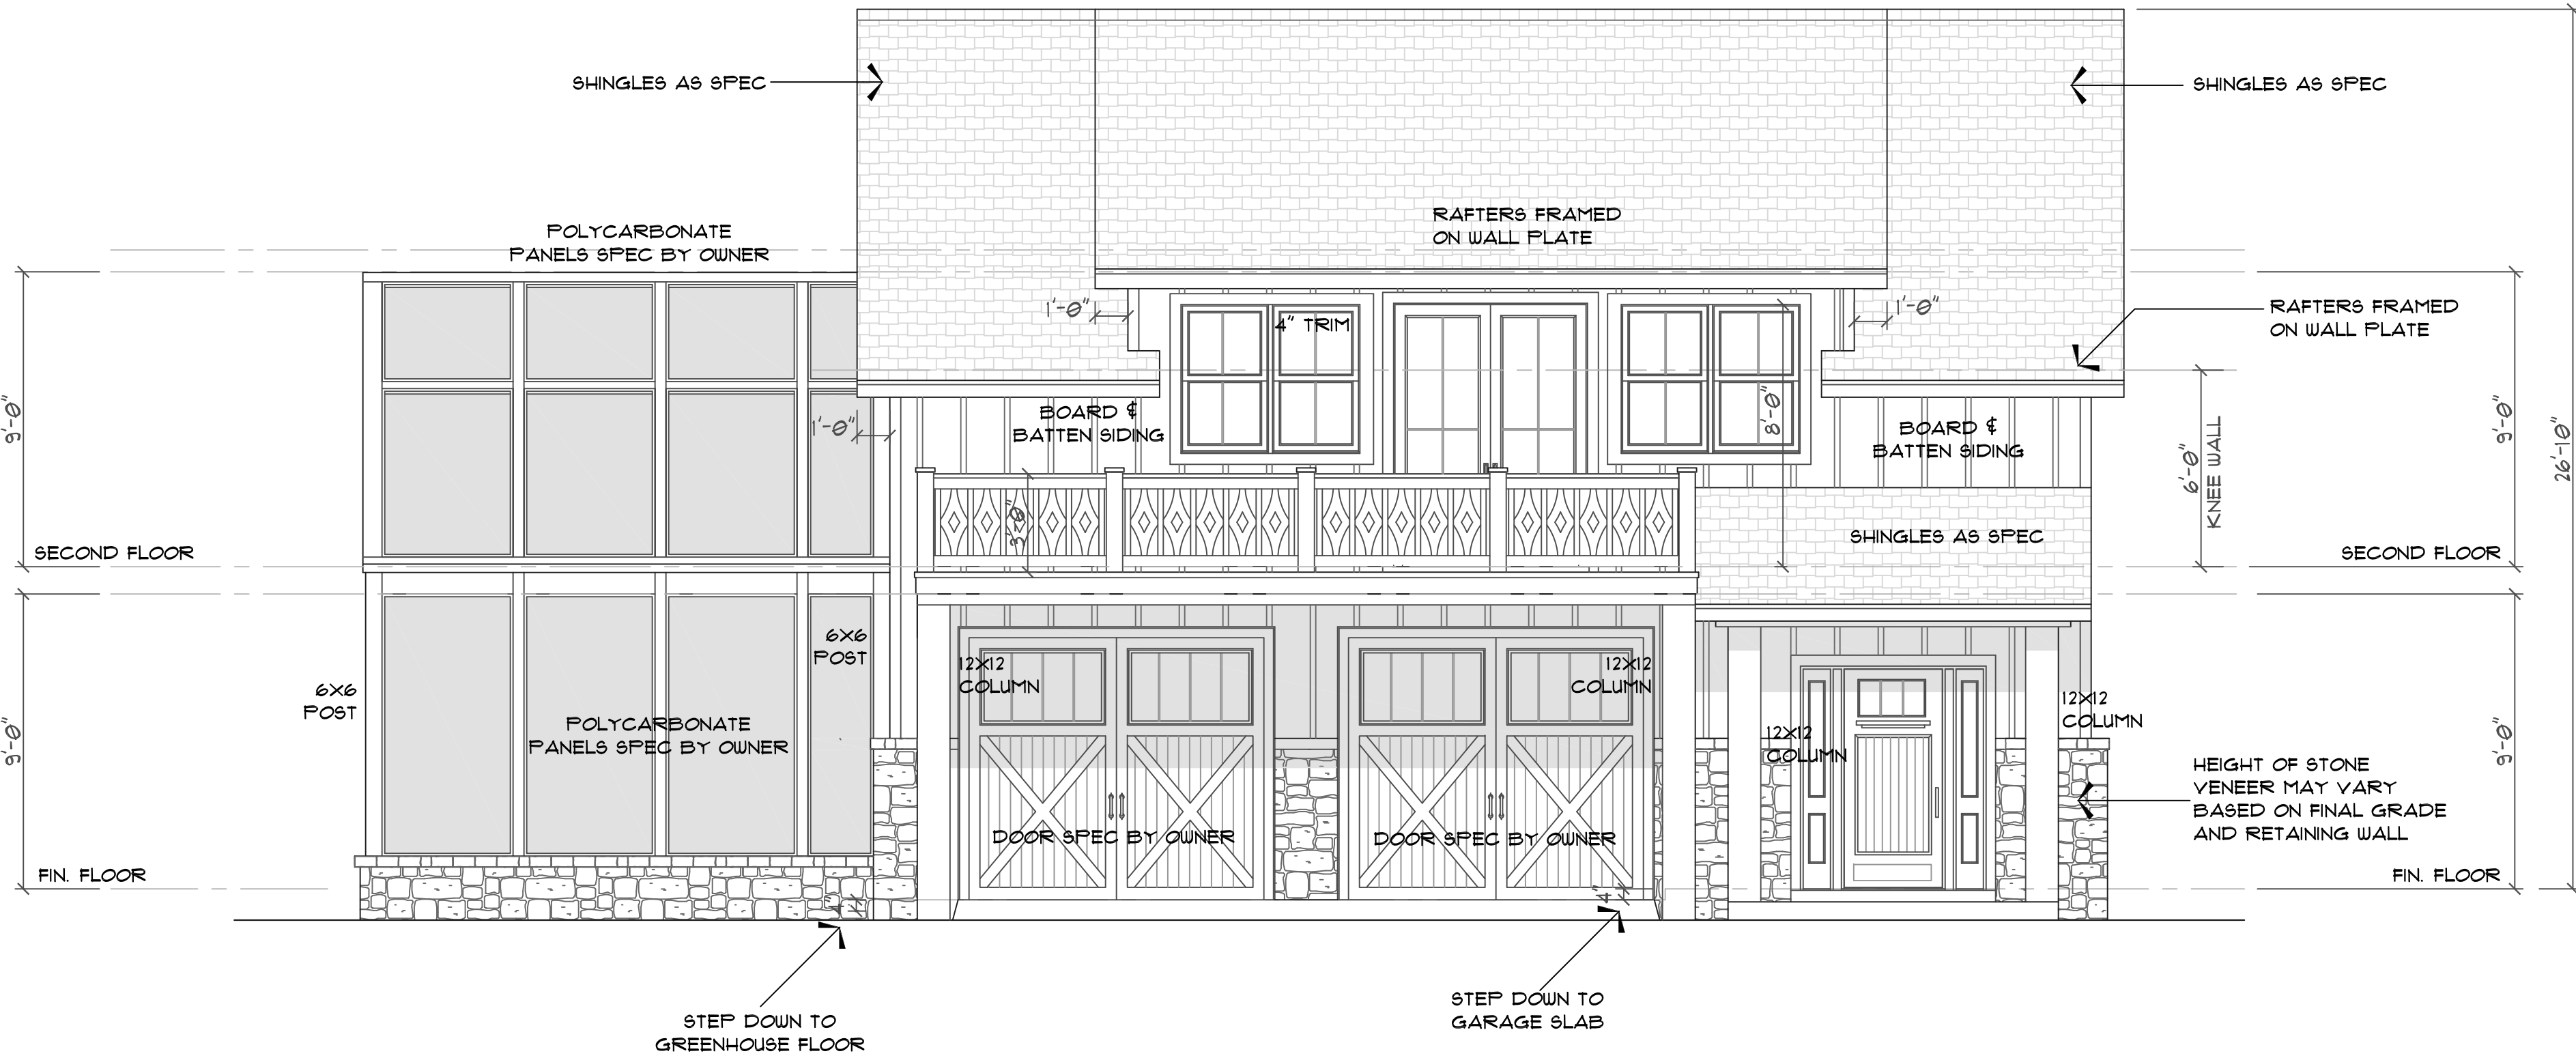 SHINGLES AS SPEC
SHINGLES AS SPEC
POLYCARBONATE
PANELS SPEC BY OWNER
RAFTERS FRAMED
ON WALL PLATE
1'-0"
4" TRIM
1'-0"
RAFTERS FRAMED
ON WALL PLATE
9'-0"
1'-0"
BOARD &
BATTEN SIDING
8'-0"
BOARD &
BATTEN SIDING
6'-0"
KNEE WALL
9'-0"
26'-10"
3'-0"
SHINGLES AS SPEC
SECOND FLOOR
SECOND FLOOR
6X6
POST
6X6
POST
12X12
COLUMN
12X12
COLUMN
12X12
COLUMN
12X12
COLUMN
POLYCARBONATE
PANELS SPEC BY OWNER
9'-0"
9'-0"
HEIGHT OF STONE
VENEER MAY VARY
BASED ON FINAL GRADE
AND RETAINING WALL
DOOR SPEC BY OWNER
DOOR SPEC BY OWNER
FIN. FLOOR
FIN. FLOOR
4"
4"
STEP DOWN TO
GREENHOUSE FLOOR
STEP DOWN TO
GARAGE SLAB